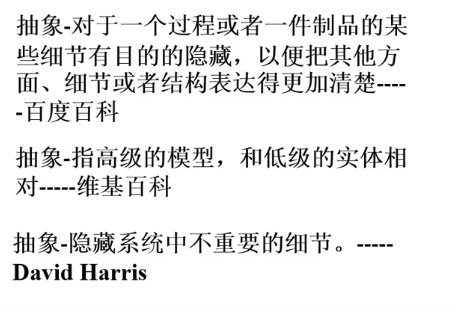 抽象-对于一个过程或者一件制品的某
些细节有目的的隐藏，以便把其他方
面、细节或者结构表达得更加清楚----
-百度百科
抽象-指高级的模型，和低级的实体相
对-----维基百科
抽象-隐藏系统中不重要的细节。-----
David Harris